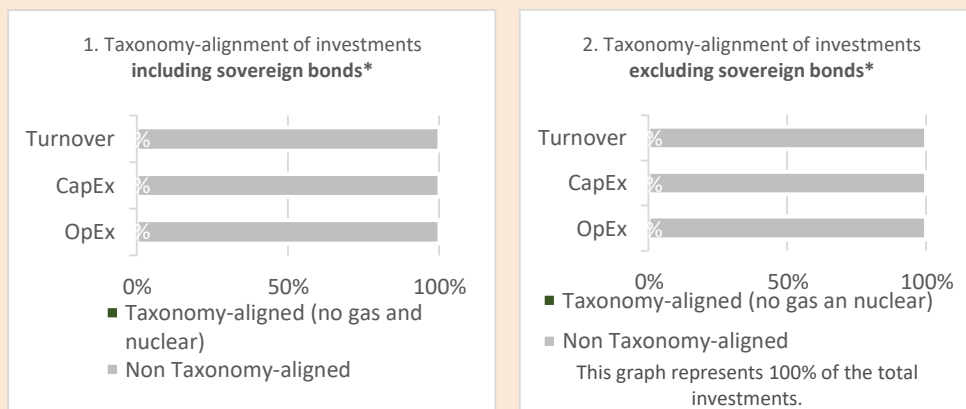 1. Taxonomy-alignment of investments
including sovereign bonds*
Turnover
%
CapEx
%
OpEx
%
0% 50% 100%
■ Taxonomy-aligned (no gas and
nuclear)
■ Non Taxonomy-aligned
2. Taxonomy-alignment of investments
excluding sovereign bonds*
Turnover
%
CapEx
%
OpEx
%
0% 50% 100%
■ Taxonomy-aligned (no gas an nuclear)
■ Non Taxonomy-aligned
This graph represents 100% of the total
investments.